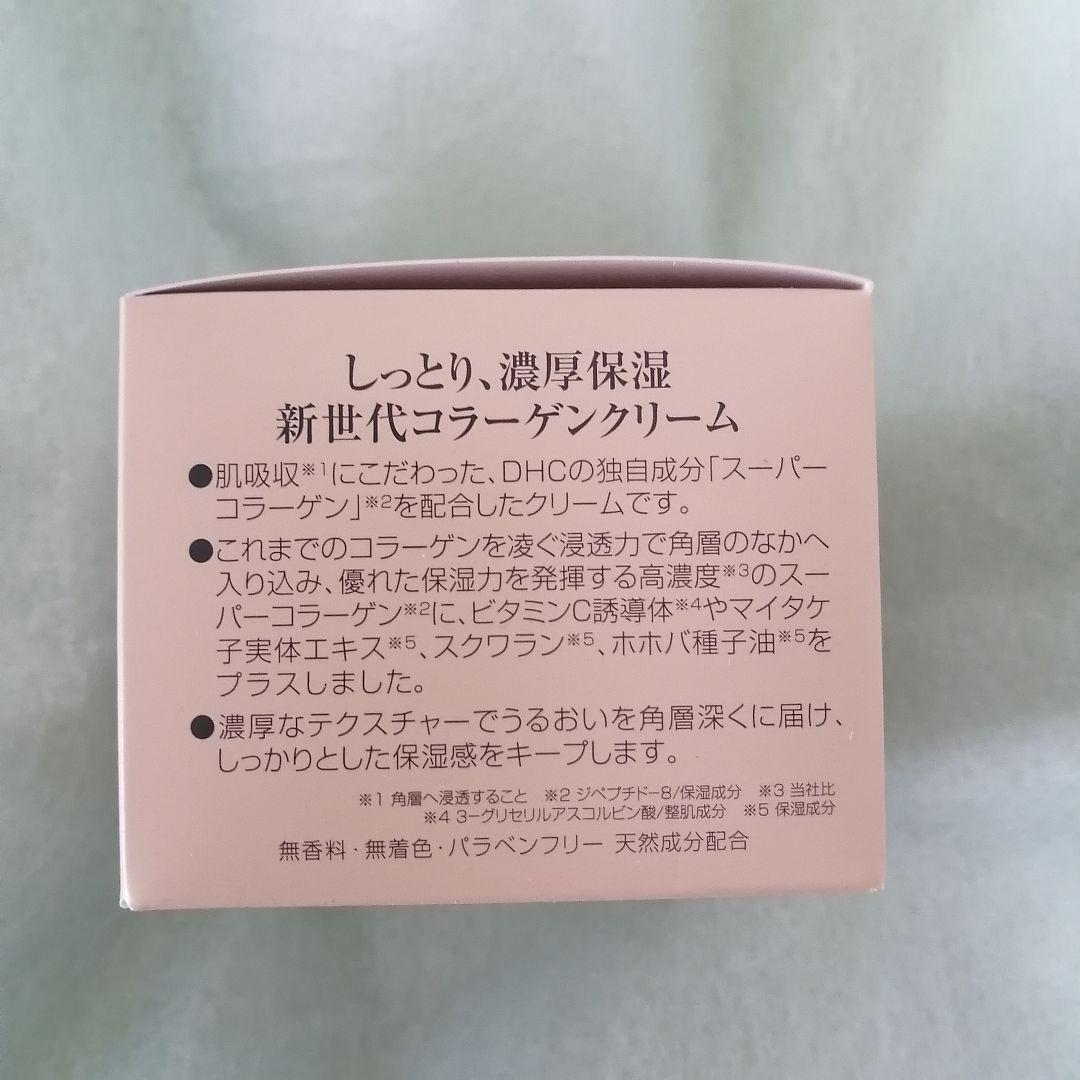 しっとり、濃厚保湿
新世代コラーゲンクリーム
●肌吸収※1にこだわった、DHCの独自成分「スーパー
コラーゲン」※2を配合したクリームです。
●これまでのコラーゲンを凌ぐ浸透力で角層のなかへ
入り込み、優れた保湿力を発揮する高濃度※3のスー
パーコラーゲン※2に、ビタミンC誘導体※4やマイタケ
子実体エキス※5、スクワラン※5、ホホバ種子油※5を
プラスしました。
●濃厚なテクスチャーでうるおいを角層深くに届け、
しっかりとした保湿感をキープします。
※1 角層へ浸透すること ※2 ジペプチド-8/保湿成分 ※3 当社比
※4 3-グリセリルアスコルビン酸/整肌成分 ※5 保湿成分
無香料・無着色・パラベンフリー 天然成分配合